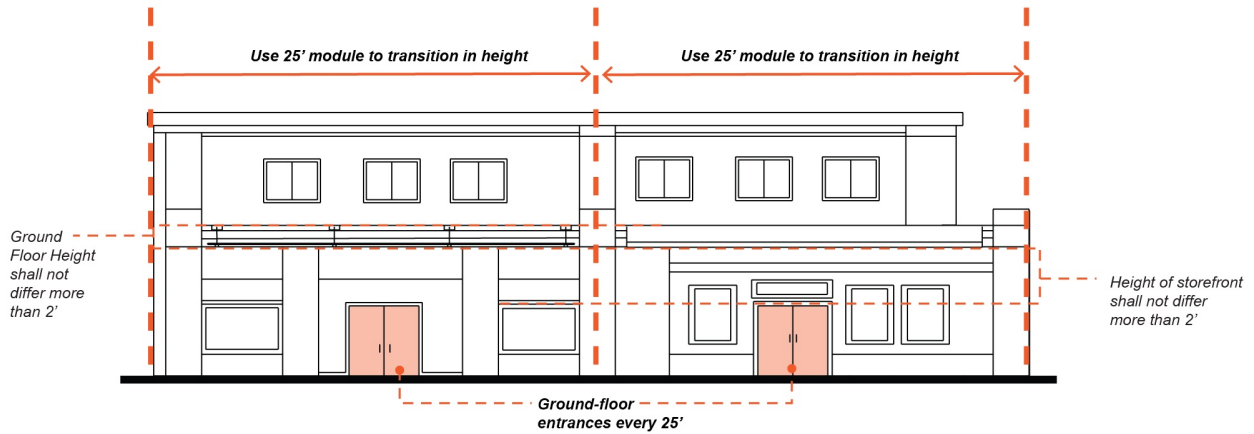 Use 25’ module to transition in height
Use 25’ module to transition in height
Ground
Floor Height
shall not
differ more
than 2’
Height of storefront
shall not differ
more than 2’
Ground-floor
entrances every 25’